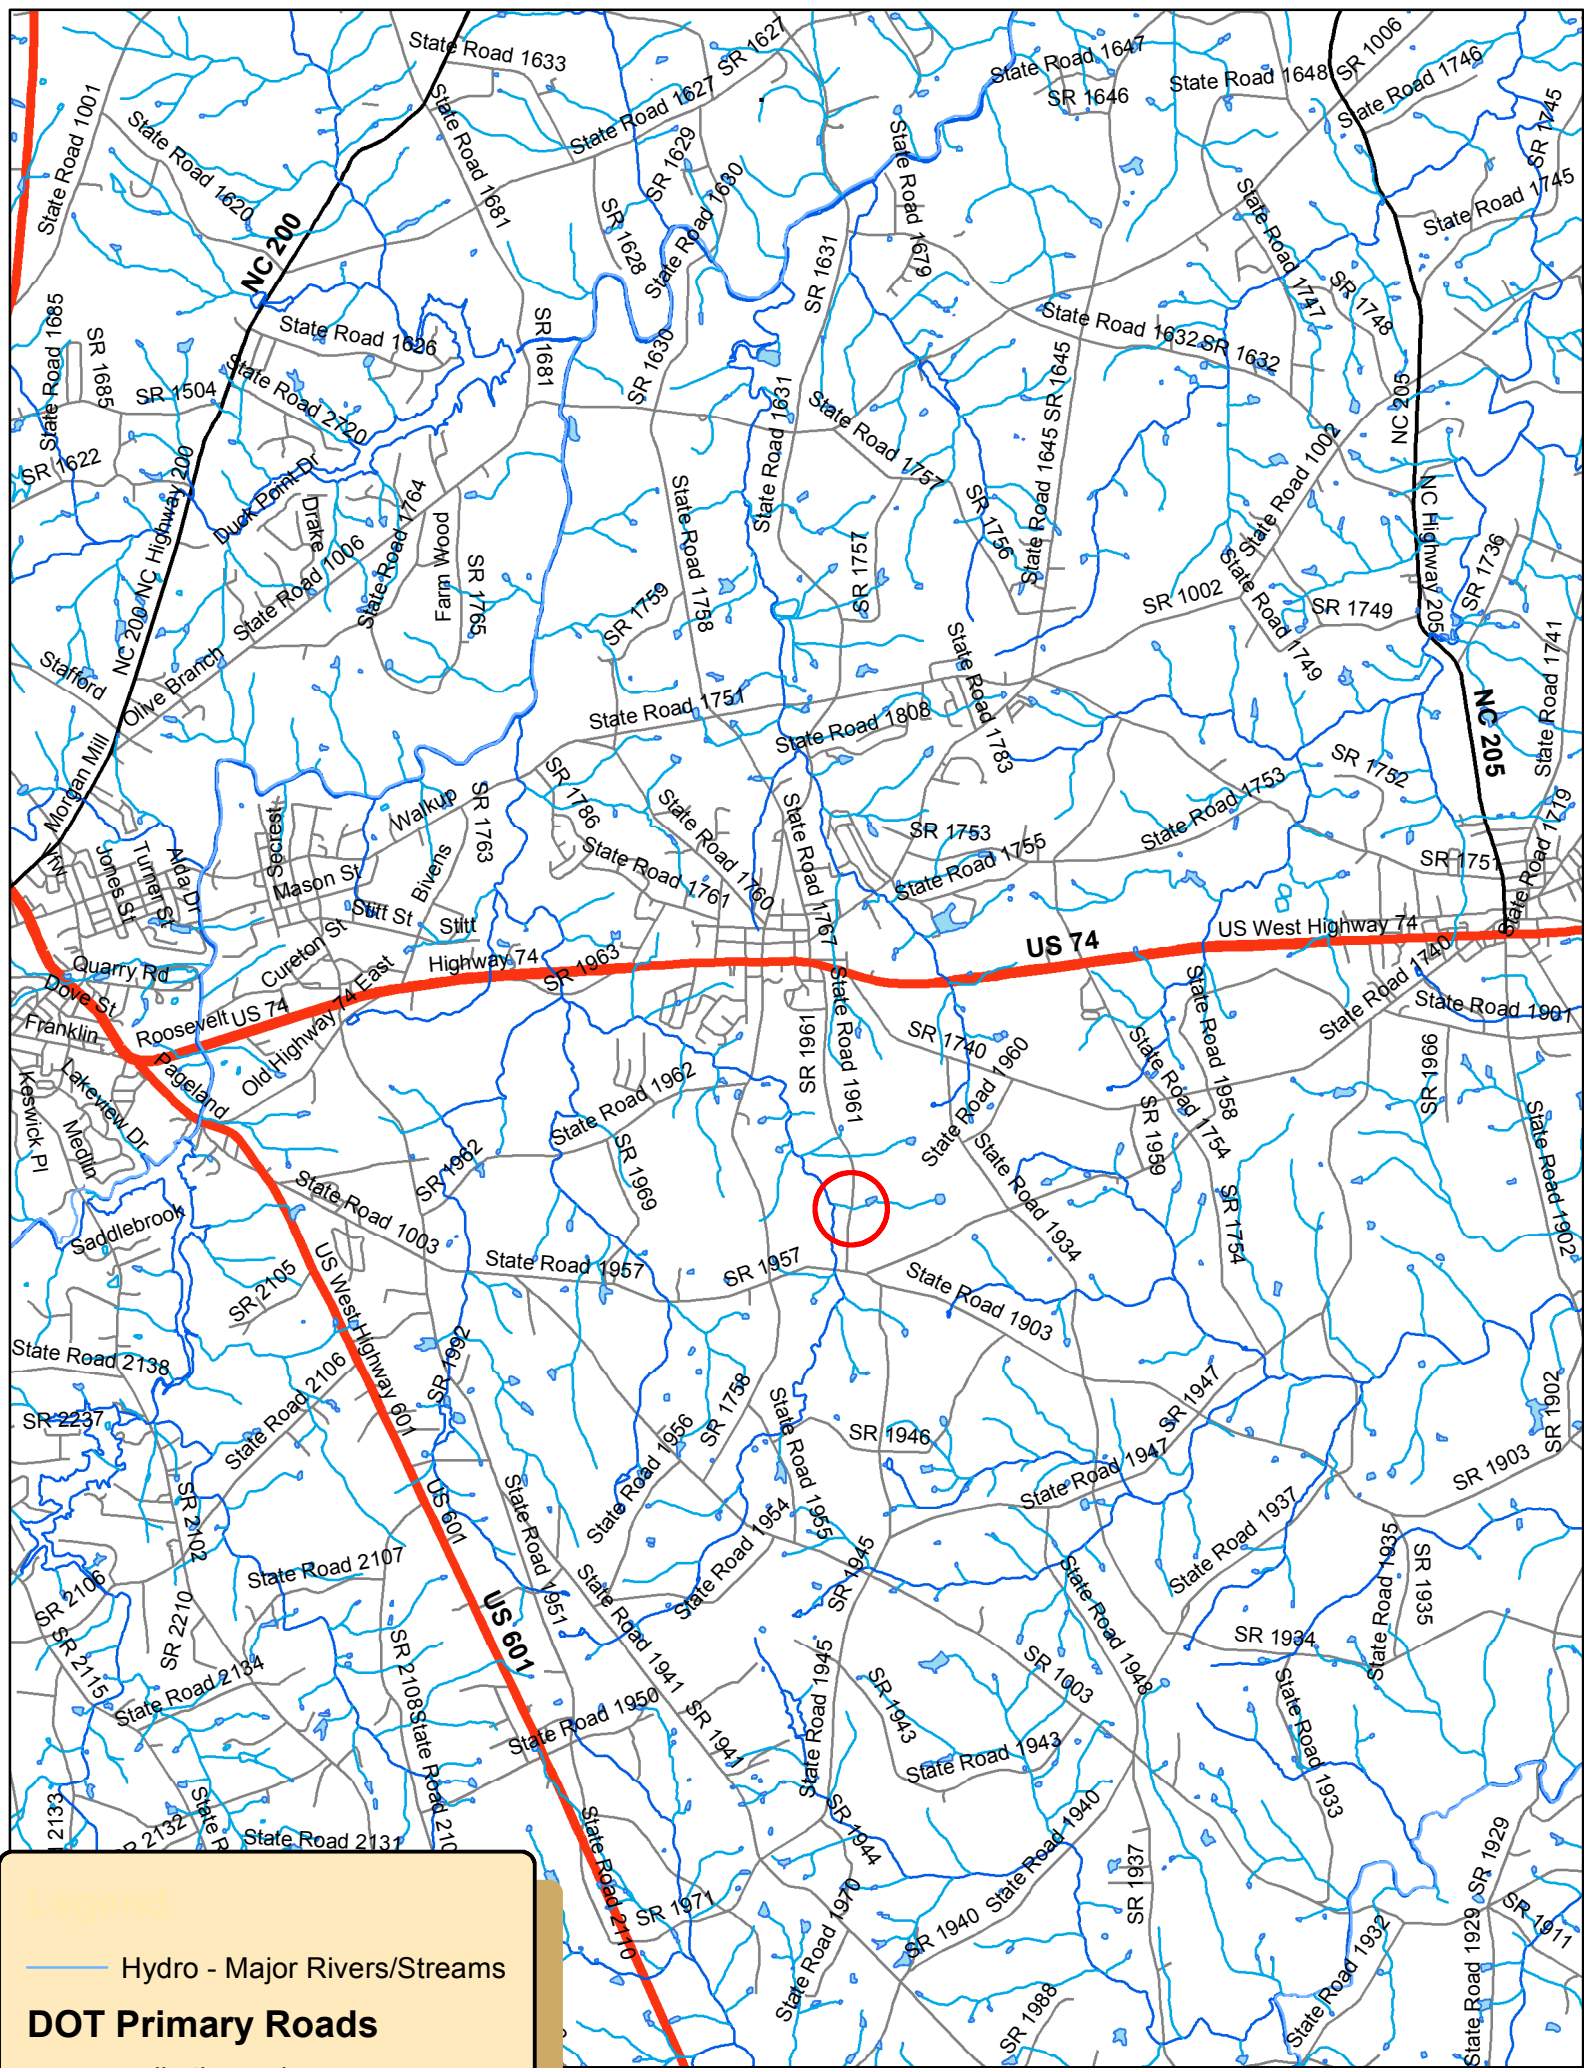 State Road 1633
SR 1627
State Road 1647
SR 1006
State Road 1648
State Road 1746
SR 1646
State Road 1001
State Road 1681
State Road 1627
State Road 1620
SR 1629
State Road 1630
State Road 1679
SR 1745
State Road 1745
NC 200
SR 1628
SR 1631
State Road 1747
SR 1748
State Road 1685
SR 1685
State Road 1626
SR 1681
SR 1630
State Road 1632
SR 1632
SR 1504
State Road 2720
State Road 1631
State Road 1757
State Road 1645
SR 1645
NC 205
State Road 1002
SR 1622
NC 200
NC Highway 200
Duck Point Dr
Drake
State Road 1006
State Road 1764
Farm Wood
SR 1765
State Road 1758
SR 1757
SR 1756
NC Highway 205
SR 1736
SR 1759
SR 1002
State Road 1749
SR 1749
State Road 1741
Stafford
Olive Branch
State Road 1751
State Road 1808
State Road 1783
NC 205
Morgan Mill
SR 1752
State Road 1753
Walkup
SR 1763
SR 1786
State Road 1760
State Road 1767
SR 1753
State Road 1755
State Road 1719
SR 1751
Jones St
Turner St
Alda Dr
Secrest
Mason St
Bivens
State Road 1761
Stitt St
Stitt
Cureton St
Quarry Rd
Highway 74
SR 1963
US 74
US West Highway 74
Dove St
Franklin
Roosevelt
US 74
Old Highway 74 East
State Road 1740
State Road 1901
Pageland
Lakeview Dr
Keswick Pl
Medlin
SR 1961
State Road 1961
SR 1740
State Road 1960
State Road 1958
State Road 1754
SR 1959
SR 1966
State Road 1902
State Road 1962
SR 1962
SR 1969
State Road 1934
SR 1754
Saddlebrook
State Road 1003
State Road 1957
SR 1957
SR 2105
US West Highway 601
State Road 1903
State Road 2138
State Road 2106
SR 1992
SR 2237
SR 1758
State Road 1956
State Road 1955
SR 1946
SR 1947
State Road 1947
SR 1902
SR 1903
SR 2102
US 601
State Road 1951
State Road 1954
SR 1945
State Road 1937
State Road 1935
SR 1935
State Road 2107
SR 2106
SR 2210
SR 2115
US 601
State Road 1941
State Road 1948
SR 1934
State Road 2134
SR 2108
State Road 1950
SR 1941
State Road 1945
SR 1943
SR 1003
State Road 1943
State Road 1933
State Road 210
State R
2133
SR 2132
State Road 2131
State Road 2110
SR 1971
SR 1944
State Road 1970
State Road 1940
SR 1940
SR 1937
SR 1929
State Road 1929
SR 1911
State Road 1932
SR 1988
Legend
Hydro - Major Rivers/Streams
DOT Primary Roads